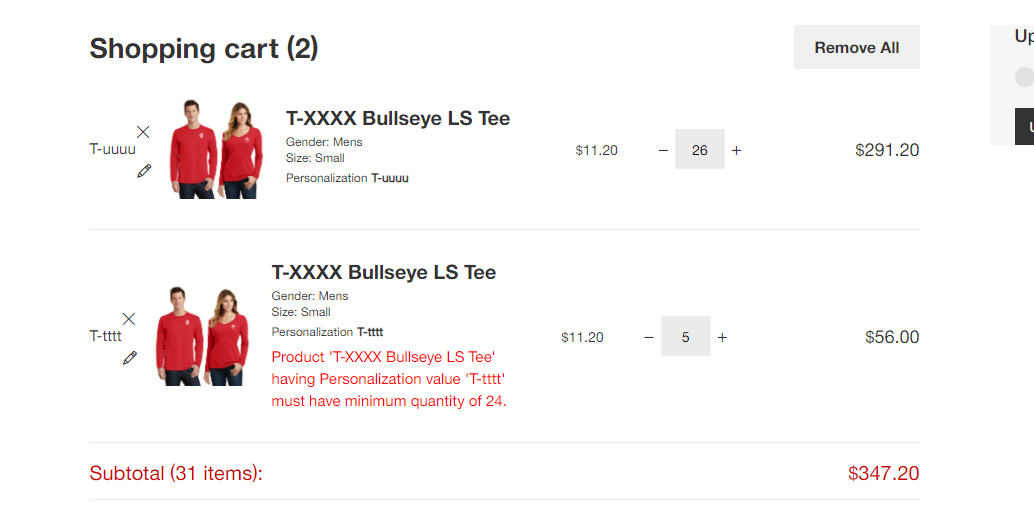 Shopping cart (2)
Remove All
Up
T-uuuu
T-XXXX Bullseye LS Tee
Gender: Mens
Size: Small
Personalization T-uuuu
$11.20
− 26 +
$291.20
T-tttt
T-XXXX Bullseye LS Tee
Gender: Mens
Size: Small
Personalization T-tttt
Product 'T-XXXX Bullseye LS Tee'
having Personalization value 'T-tttt'
must have minimum quantity of 24.
$11.20
− 5 +
$56.00
Subtotal (31 items):
$347.20